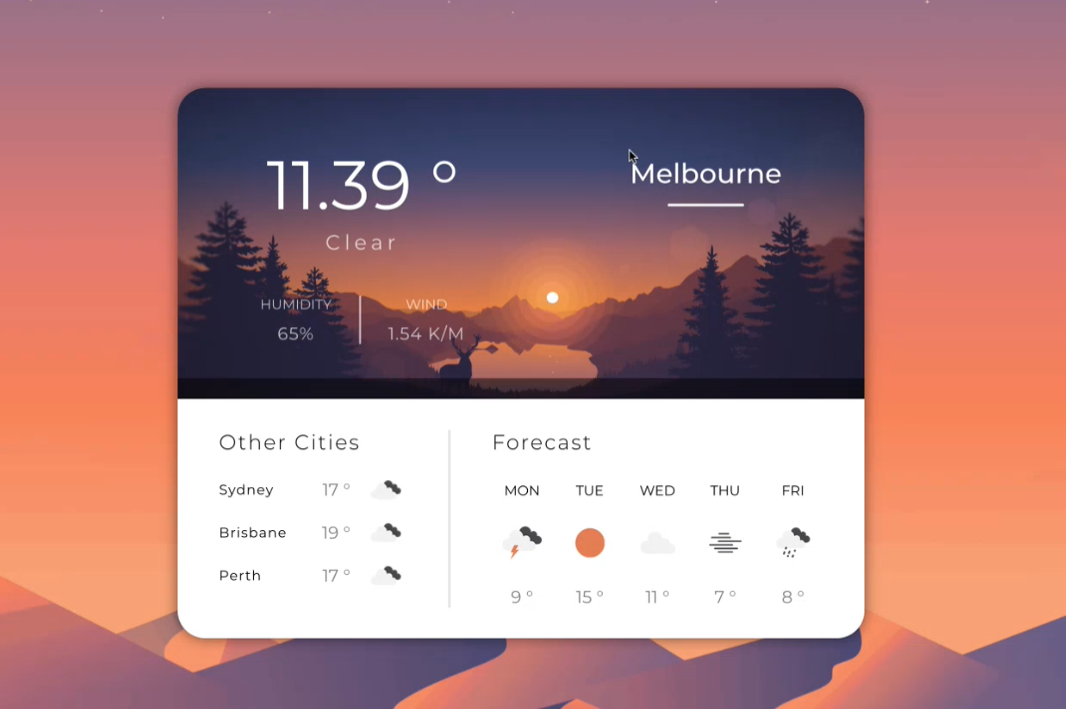 11.39 °
Clear
Melbourne
HUMIDITY
65%
WIND
1.54 K/M
Other Cities
Sydney 17 °
Brisbane 19 °
Perth 17 °
Forecast
MON TUE WED THU FRI
9 ° 15 ° 11 ° 7 ° 8 °